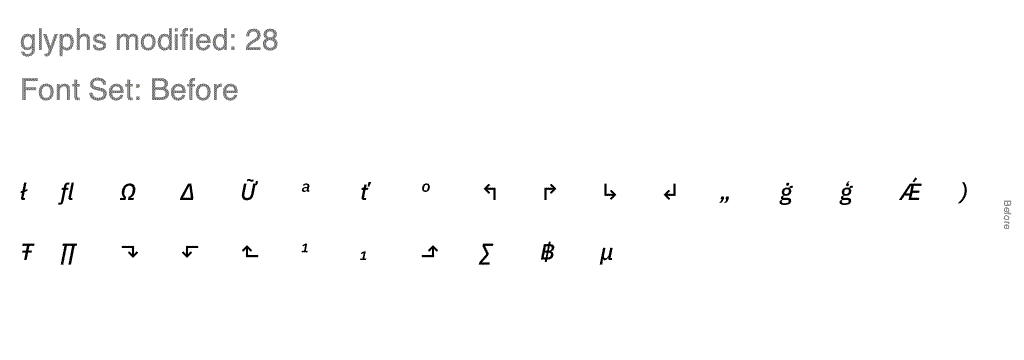 glyphs modified: 28
Font Set: Before
ł ﬂ Ω Δ Ữ ª ť º ↰ ↱ ↳ ↲ „ ġ ģ Ǽ )
Ŧ ∏ ⮧ ⮦ ⮤ ¹ ₁ ⮥ ∑ ฿ µ
Before